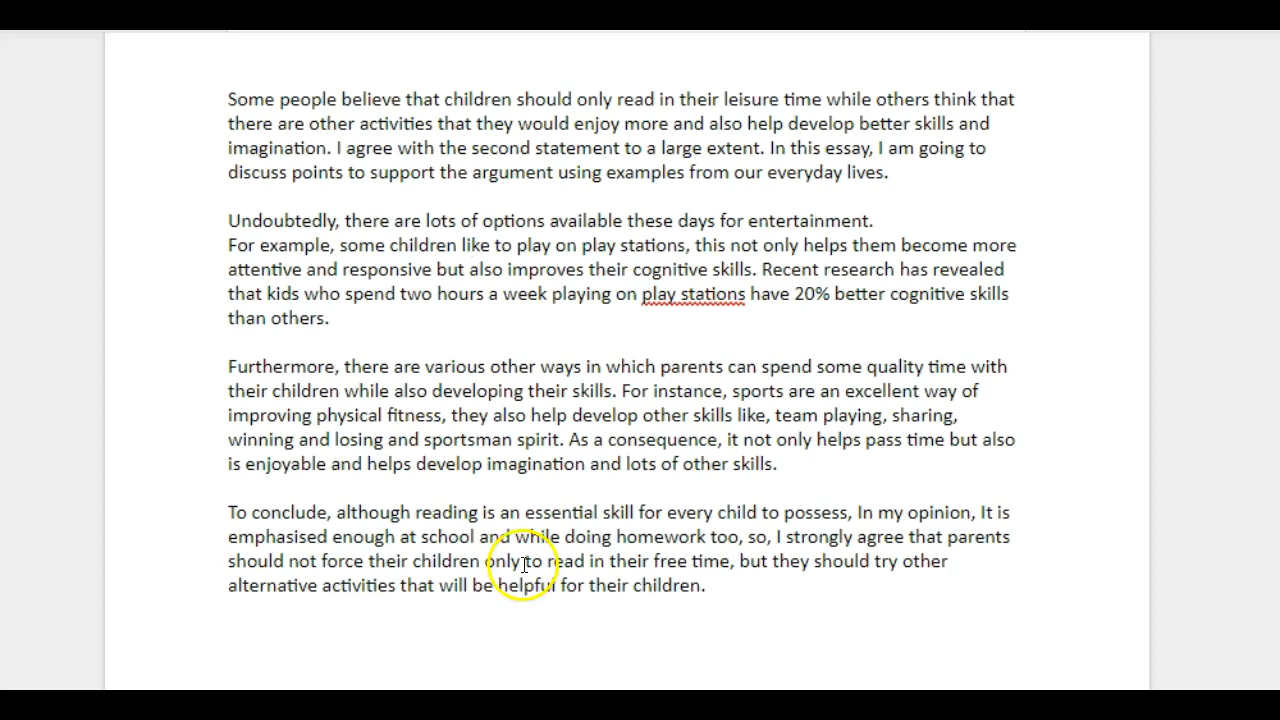 Some people believe that children should only read in their leisure time while others think that
there are other activities that they would enjoy more and also help develop better skills and
imagination. I agree with the second statement to a large extent. In this essay, I am going to
discuss points to support the argument using examples from our everyday lives.
Undoubtedly, there are lots of options available these days for entertainment.
For example, some children like to play on play stations, this not only helps them become more
attentive and responsive but also improves their cognitive skills. Recent research has revealed
that kids who spend two hours a week playing on play stations have 20% better cognitive skills
than others.
Furthermore, there are various other ways in which parents can spend some quality time with
their children while also developing their skills. For instance, sports are an excellent way of
improving physical fitness, they also help develop other skills like, team playing, sharing,
winning and losing and sportsman spirit. As a consequence, it not only helps pass time but also
is enjoyable and helps develop imagination and lots of other skills.
To conclude, although reading is an essential skill for every child to possess, In my opinion, It is
emphasised enough at school and while doing homework too, so, I strongly agree that parents
should not force their children only to read in their free time, but they should try other
alternative activities that will be helpful for their children.